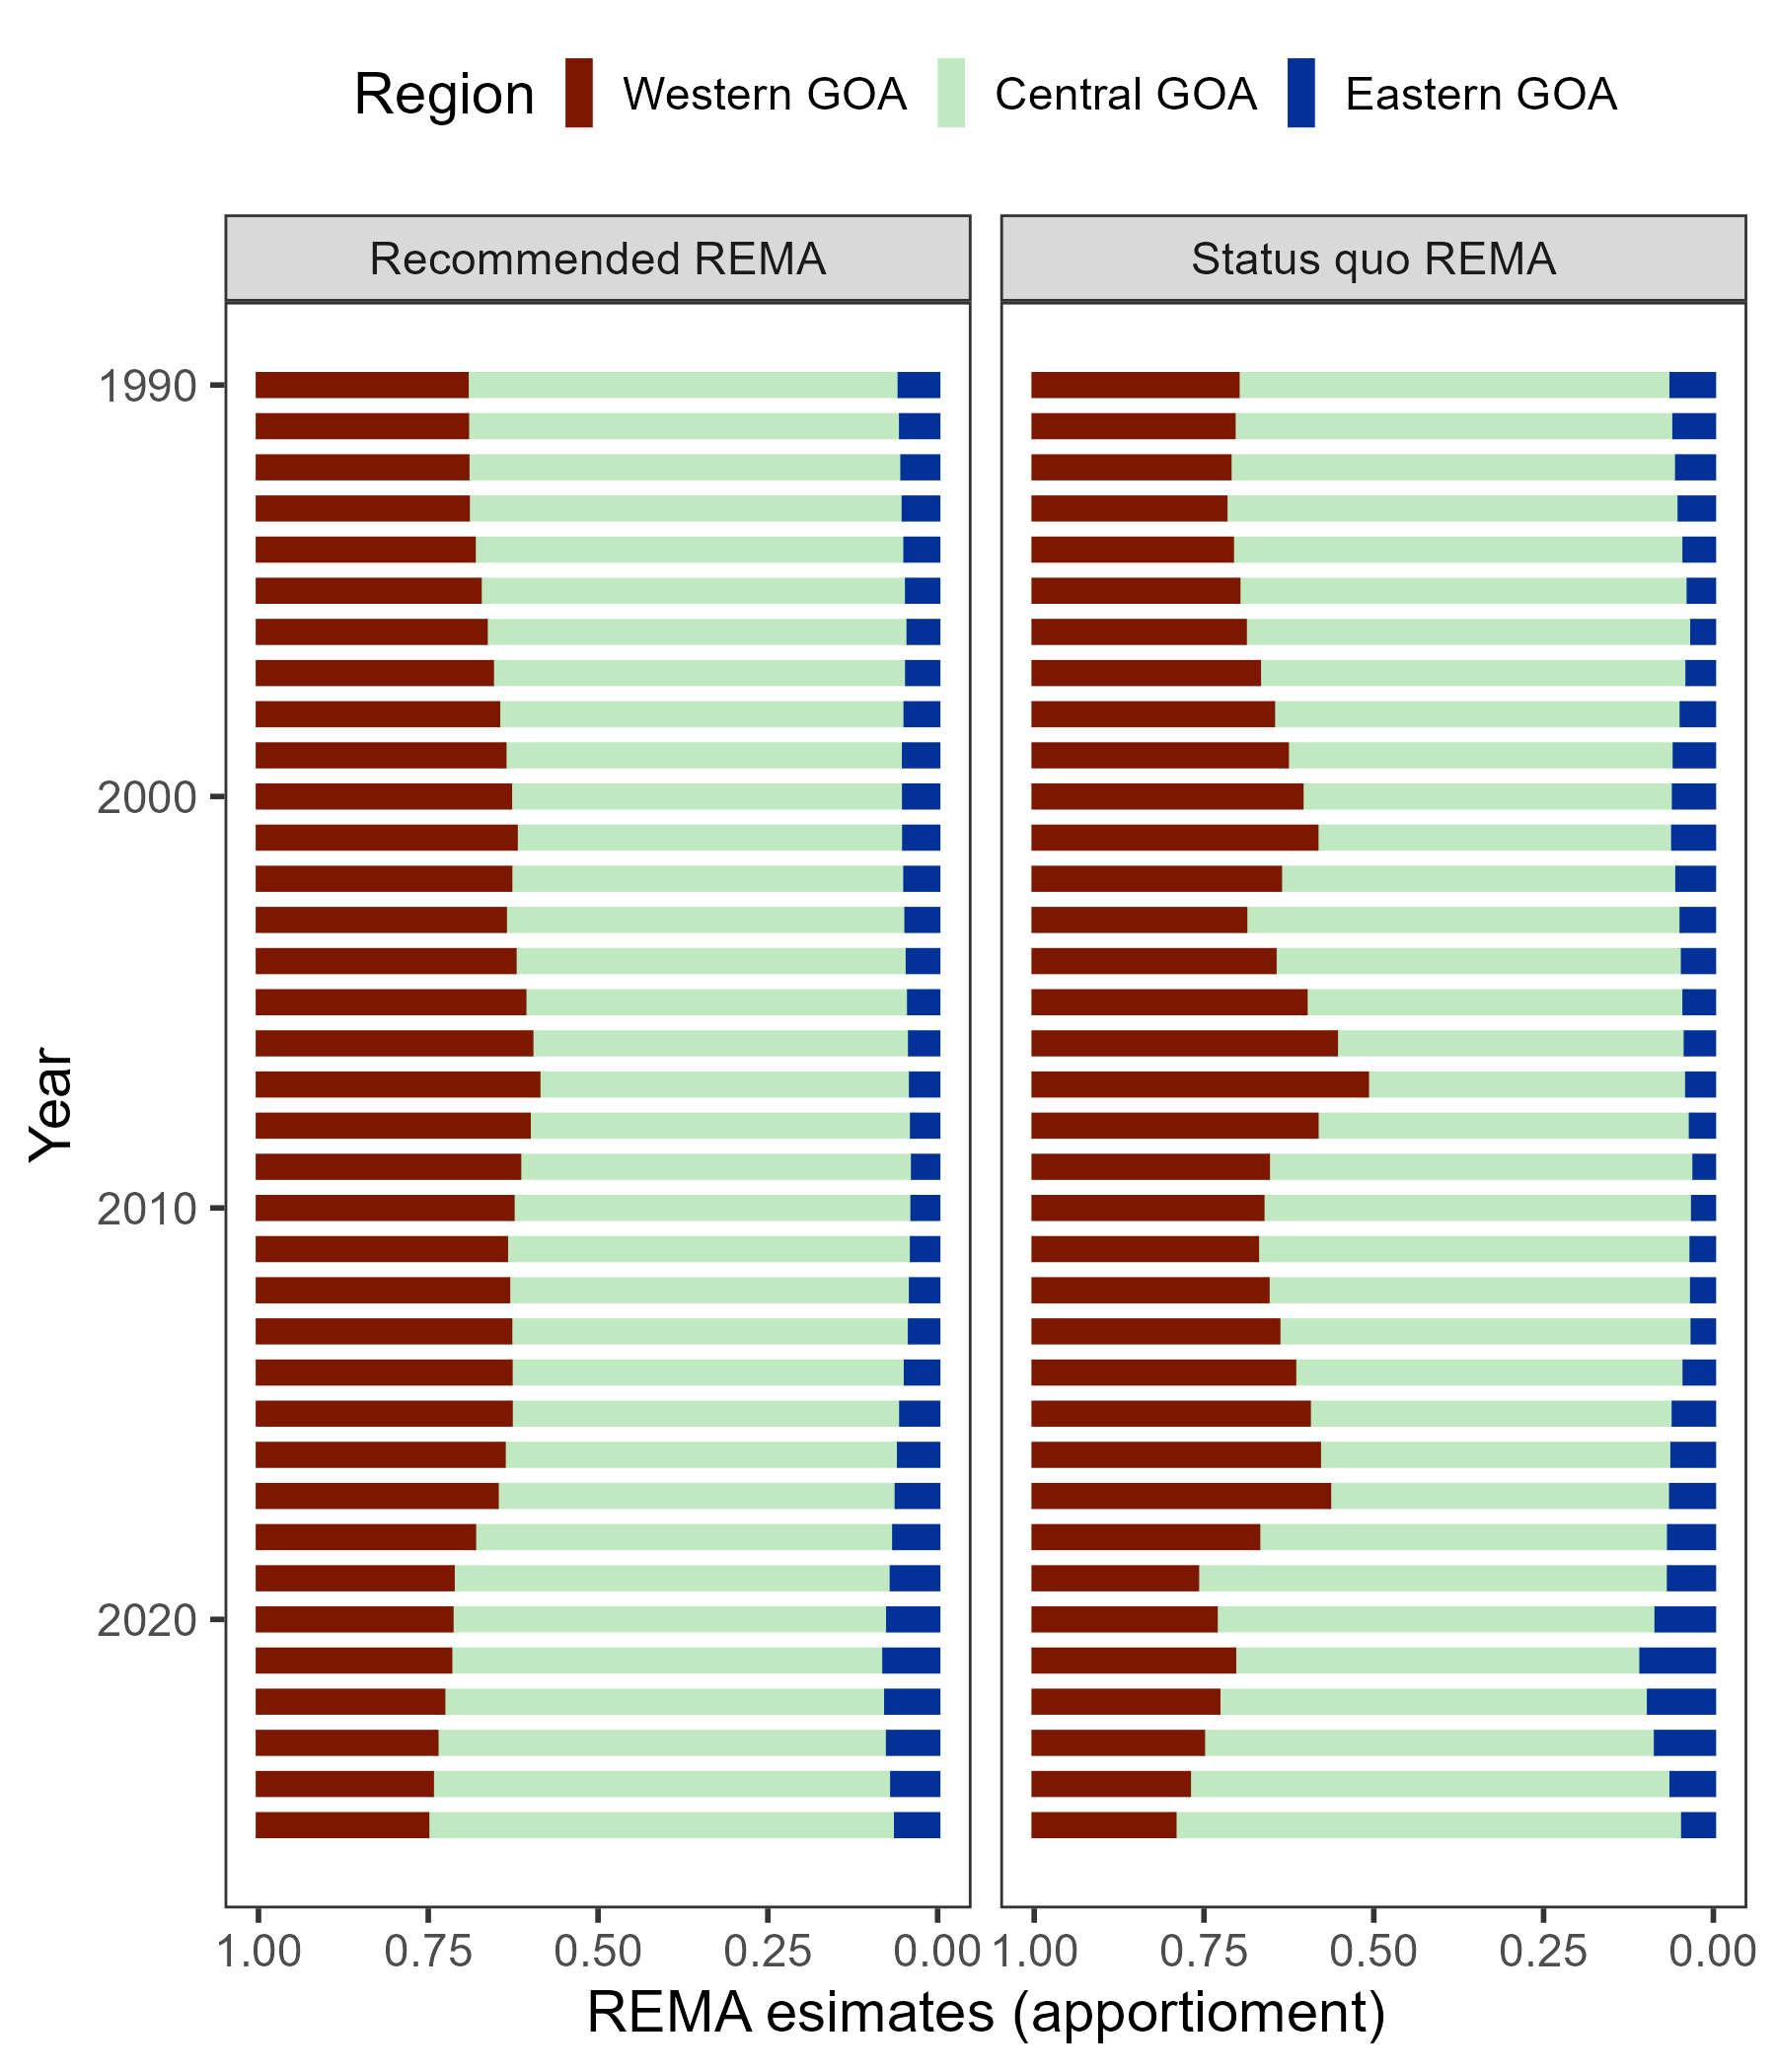 Region Western GOA Central GOA Eastern GOA
Recommended REMA Status quo REMA
1990
2000
2010
2020
Year
1.00 0.75 0.50 0.25 0.00 1.00 0.75 0.50 0.25 0.00
REMA esimates (apportioment)